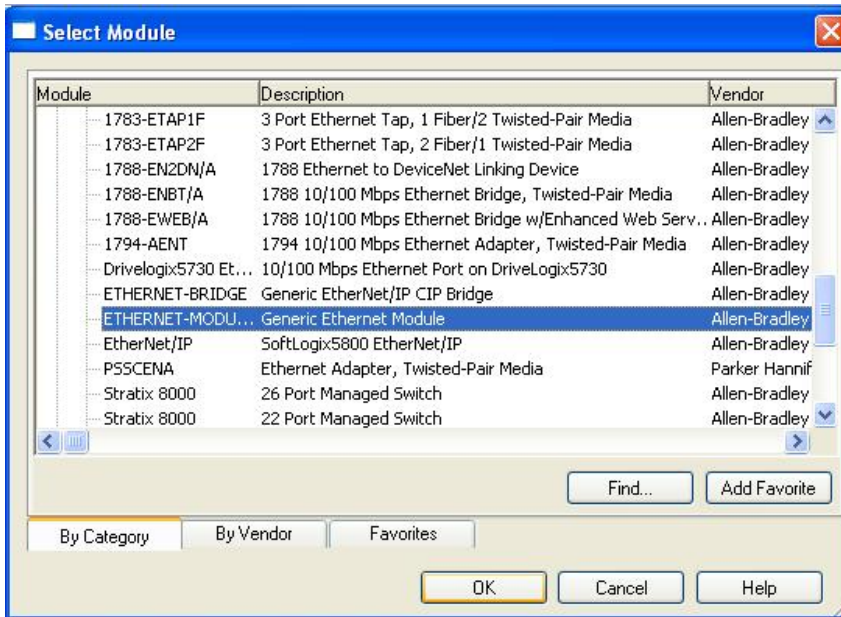 Select Module
Module Description Vendor
1783-ETAP1F 3 Port Ethernet Tap, 1 Fiber/2 Twisted-Pair Media Allen-Bradley
1783-ETAP2F 3 Port Ethernet Tap, 2 Fiber/1 Twisted-Pair Media Allen-Bradley
1788-EN2DN/A 1788 Ethernet to DeviceNet Linking Device Allen-Bradley
1788-ENBT/A 1788 10/100 Mbps Ethernet Bridge, Twisted-Pair Media Allen-Bradley
1788-EWEB/A 1788 10/100 Mbps Ethernet Bridge w/Enhanced Web Serv... Allen-Bradley
1794-AENT 1794 10/100 Mbps Ethernet Adapter, Twisted-Pair Media Allen-Bradley
Drivelogix5730 Et... 10/100 Mbps Ethernet Port on DriveLogix5730 Allen-Bradley
ETHERNET-BRIDGE Generic EtherNet/IP CIP Bridge Allen-Bradley
ETHERNET-MODU... Generic Ethernet Module Allen-Bradley
EtherNet/IP SoftLogix5800 EtherNet/IP Allen-Bradley
PSSCENA Ethernet Adapter, Twisted-Pair Media Parker Hannif
Stratix 8000 26 Port Managed Switch Allen-Bradley
Stratix 8000 22 Port Managed Switch Allen-Bradley
Find... Add Favorite
By Category By Vendor Favorites
OK Cancel Help